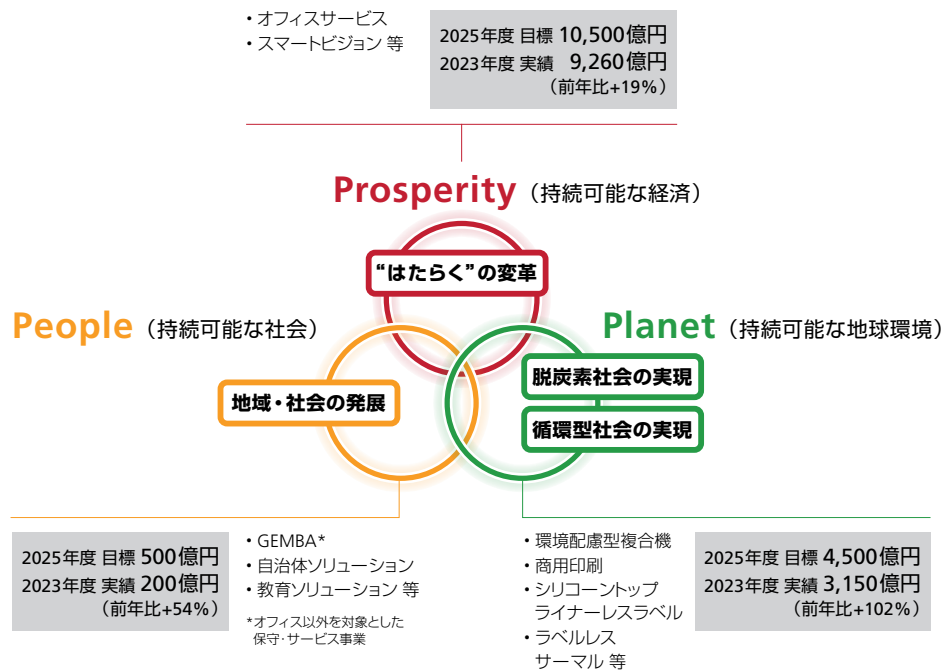 ・オフィスサービス
・スマートビジョン 等
2025年度 目標 10,500億円
2023年度 実績 9,260億円
（前年比+19%）
Prosperity（持続可能な経済）
“はたらく”の変革
People（持続可能な社会）
Planet（持続可能な地球環境）
地域・社会の発展
脱炭素社会の実現
循環型社会の実現
2025年度 目標 500億円
2023年度 実績 200億円
（前年比+54%）
・GEMBA*
・自治体ソリューション
・教育ソリューション 等
*オフィス以外を対象とした
保守・サービス事業
・環境配慮型複合機
・商用印刷
・シリコーントップ
ライナーレスラベル
・ラベルレス
サーマル 等
2025年度 目標 4,500億円
2023年度 実績 3,150億円
（前年比+102%）